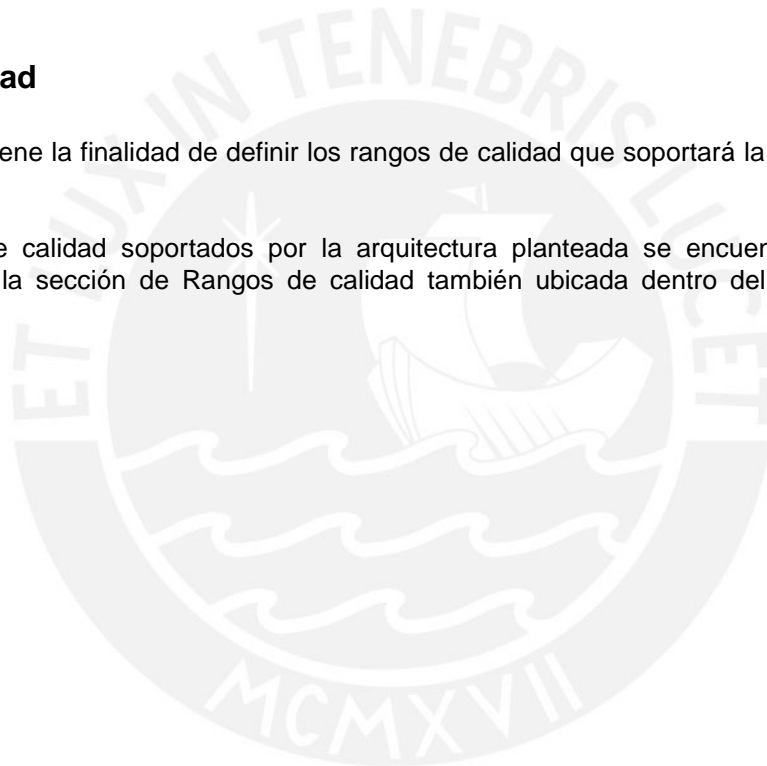 ad
ene la finalidad de definir los rangos de calidad que soportará la
e calidad soportados por la arquitectura planteada se encuer
la sección de Rangos de calidad también ubicada dentro del
ET LUX IN TENEBRIS LUCET
MCMXVII